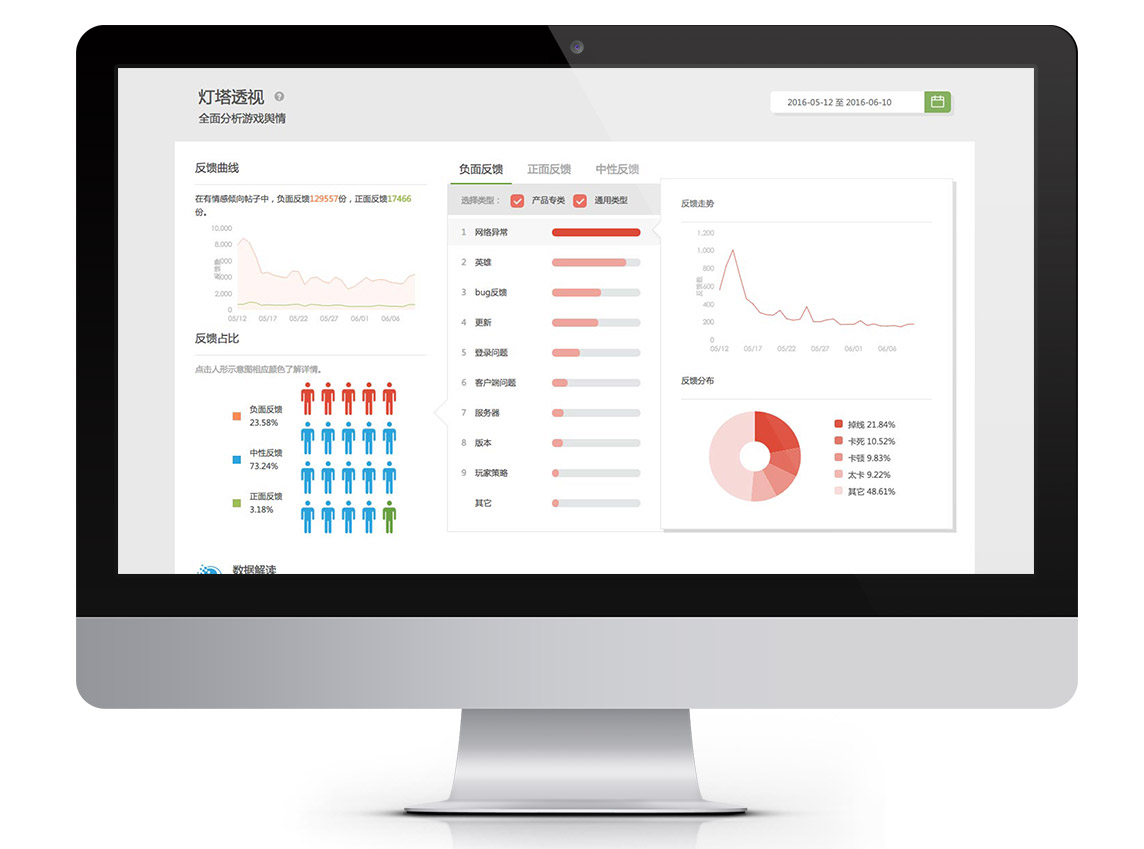 灯塔透视
?
全面分析游戏舆情
2016-05-12 至 2016-06-10
反馈曲线
在有情感倾向帖子中，负面反馈129557份，正面反馈17466
份。
反馈数
10,000
8,000
6,000
4,000
2,000
0
05/12 05/17 05/22 05/27 06/01 06/06
反馈占比
点击人形示意图相应颜色了解详情。
负面反馈
23.58%
中性反馈
73.24%
正面反馈
3.18%
数据解读
负面反馈 正面反馈 中性反馈
选择类型： 产品专类 通用类型
1 网络异常
2 英雄
3 bug反馈
4 更新
5 登录问题
6 客户端问题
7 服务器
8 版本
9 玩家策略
其它
反馈走势
反馈数
1,200
1,000
800
600
400
200
0
05/12 05/17 05/22 05/27 06/01 06/06
反馈分布
掉线 21.84%
卡死 10.52%
卡顿 9.83%
太卡 9.22%
其它 48.61%